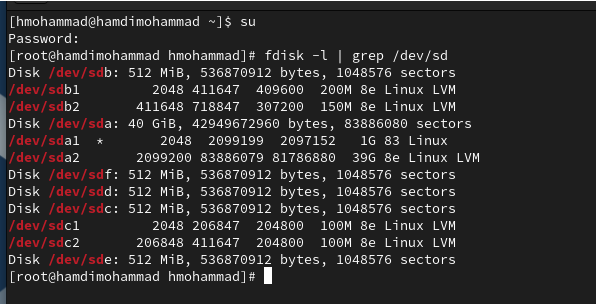 [hmohammad@hamdimohammad ~]$ su
Password:
[root@hamdimohammad hmohammad]# fdisk -l | grep /dev/sd
Disk /dev/sdb: 512 MiB, 536870912 bytes, 1048576 sectors
/dev/sdb1         2048 411647  409600  200M 8e Linux LVM
/dev/sdb2       411648 718847  307200  150M 8e Linux LVM
Disk /dev/sda: 40 GiB, 42949672960 bytes, 83886080 sectors
/dev/sda1  *       2048  2099199  2097152   1G 83 Linux
/dev/sda2       2099200 83886079 81786880  39G 8e Linux LVM
Disk /dev/sdf: 512 MiB, 536870912 bytes, 1048576 sectors
Disk /dev/sdd: 512 MiB, 536870912 bytes, 1048576 sectors
Disk /dev/sdc: 512 MiB, 536870912 bytes, 1048576 sectors
/dev/sdc1         2048 206847  204800  100M 8e Linux LVM
/dev/sdc2       206848 411647  204800  100M 8e Linux LVM
Disk /dev/sde: 512 MiB, 536870912 bytes, 1048576 sectors
[root@hamdimohammad hmohammad]#